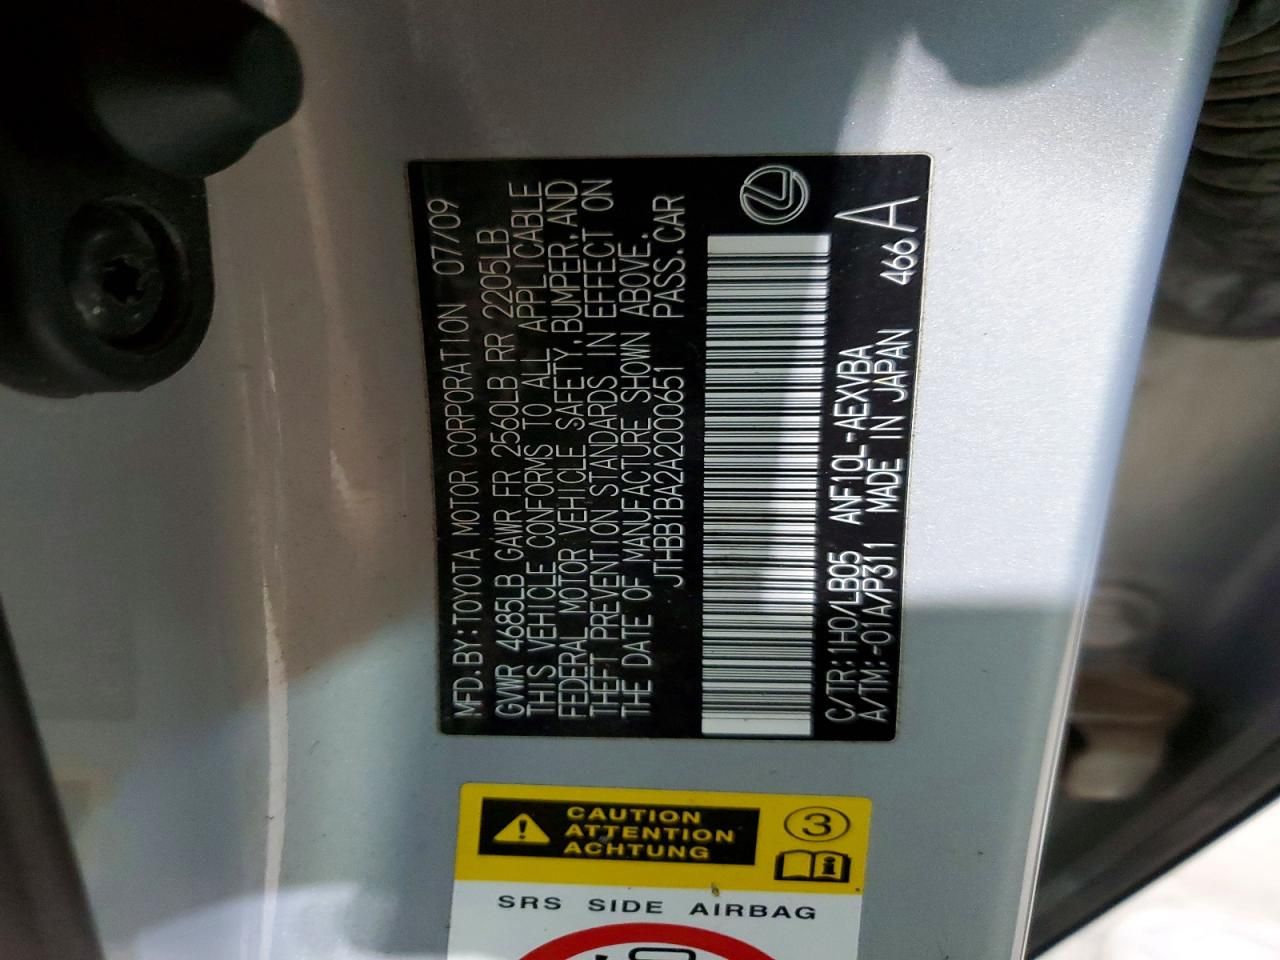 MFD.BY:TOYOTA MOTOR CORPORATION 07/09
GVWR 4685LB GAWR FR 2560LB RR 2205LB
THIS VEHICLE CONFORMS TO ALL APPLICABLE
FEDERAL MOTOR VEHICLE SAFETY,BUMPER,AND
THEFT PREVENTION STANDARDS IN EFFECT ON
THE DATE OF MANUFACTURE SHOWN ABOVE.
JTHBB1BA2A2000651 PASS.CAR
C/TR:1H0/LB05 ANF10L-AEXVBA
A/TM:-01A/P311 MADE IN JAPAN 466 A
CAUTION
ATTENTION
ACHTUNG
3
SRS SIDE AIRBAG